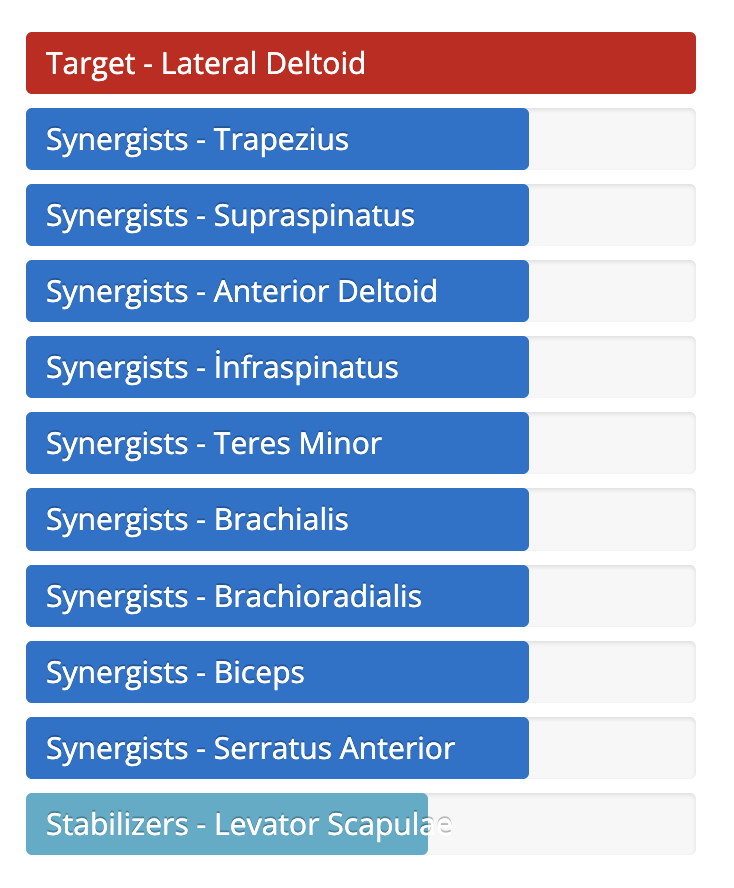 Target - Lateral Deltoid
Synergists - Trapezius
Synergists - Supraspinatus
Synergists - Anterior Deltoid
Synergists - İnfraspinatus
Synergists - Teres Minor
Synergists - Brachialis
Synergists - Brachioradialis
Synergists - Biceps
Synergists - Serratus Anterior
Stabilizers - Levator Scapulae